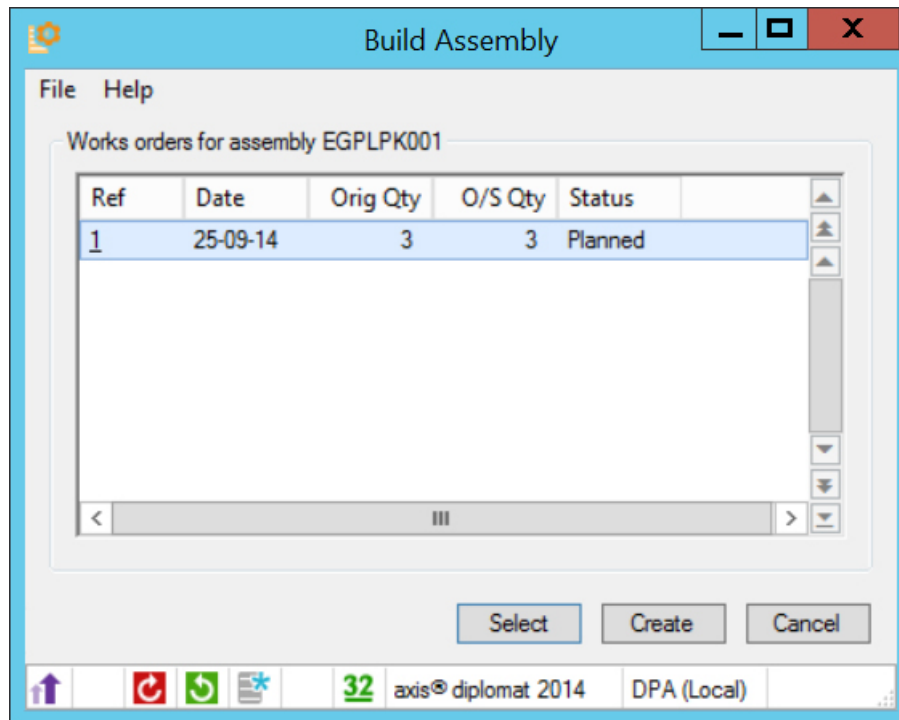 Build Assembly
File Help
Works orders for assembly EGPLPK001
Ref Date Orig Qty O/S Qty Status
1 25-09-14 3 3 Planned
Select Create Cancel
32 axis® diplomat 2014 DPA (Local)